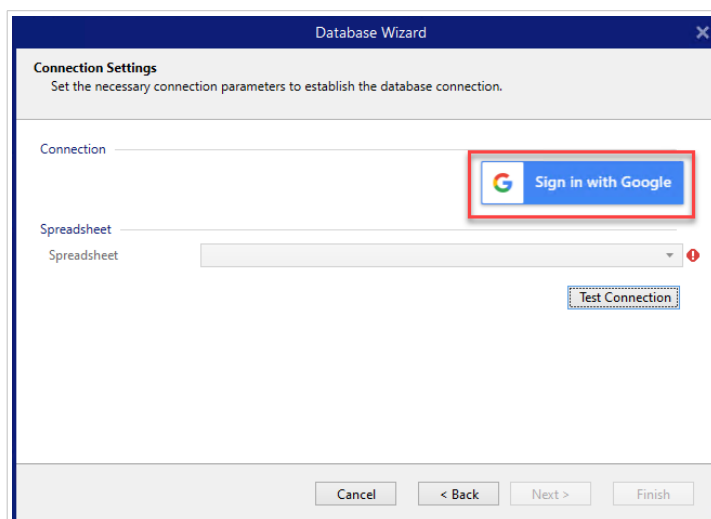 Database Wizard
Connection Settings
Set the necessary connection parameters to establish the database connection.
Connection
Sign in with Google
Spreadsheet
Spreadsheet
Test Connection
Cancel
< Back
Next >
Finish